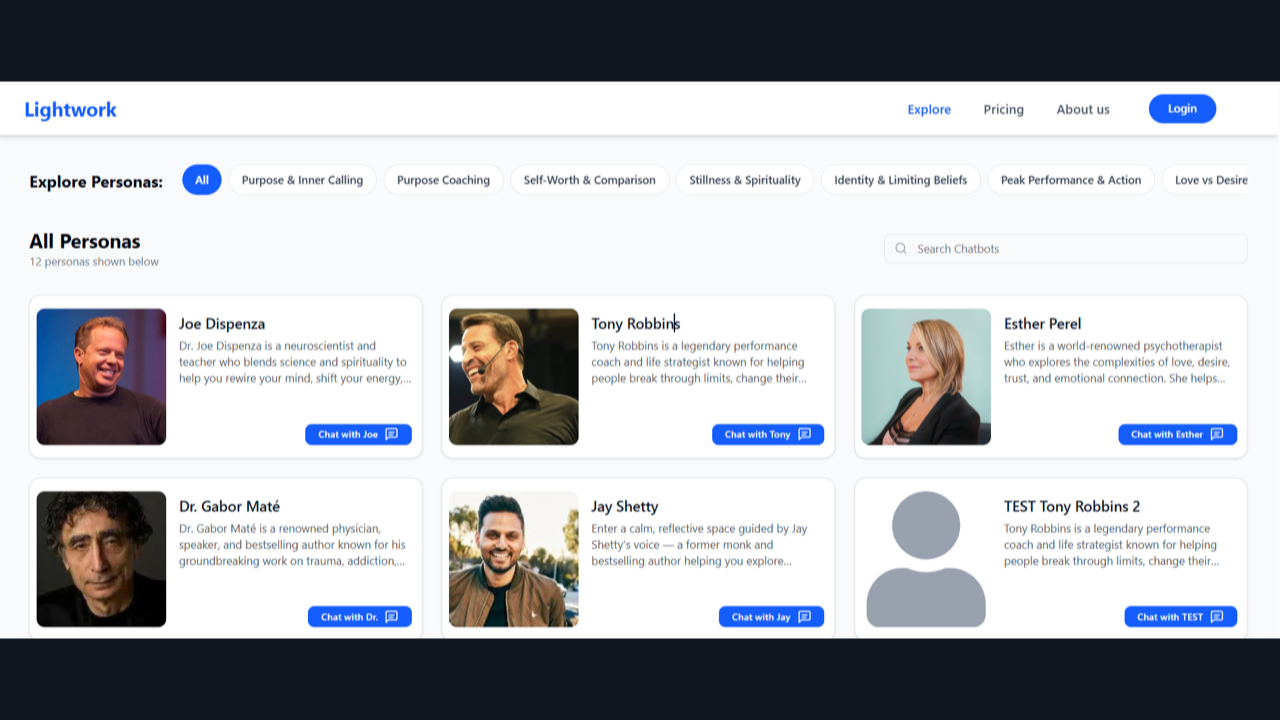 Lightwork
Explore
Pricing
About us
Login
Explore Personas:
All
Purpose & Inner Calling
Purpose Coaching
Self-Worth & Comparison
Stillness & Spirituality
Identity & Limiting Beliefs
Peak Performance & Action
Love vs Desire
All Personas
12 personas shown below
Search Chatbots
Joe Dispenza
Dr. Joe Dispenza is a neuroscientist and
teacher who blends science and spirituality to
help you rewire your mind, shift your energy,...
Chat with Joe
Tony Robbins
Tony Robbins is a legendary performance
coach and life strategist known for helping
people break through limits, change their...
Chat with Tony
Esther Perel
Esther is a world-renowned psychotherapist
who explores the complexities of love, desire,
trust, and emotional connection. She helps...
Chat with Esther
Dr. Gabor Maté
Dr. Gabor Maté is a renowned physician,
speaker, and bestselling author known for his
groundbreaking work on trauma, addiction,...
Chat with Dr.
Jay Shetty
Enter a calm, reflective space guided by Jay
Shetty's voice — a former monk and
bestselling author helping you explore...
Chat with Jay
TEST Tony Robbins 2
Tony Robbins is a legendary performance
coach and life strategist known for helping
people break through limits, change their...
Chat with TEST